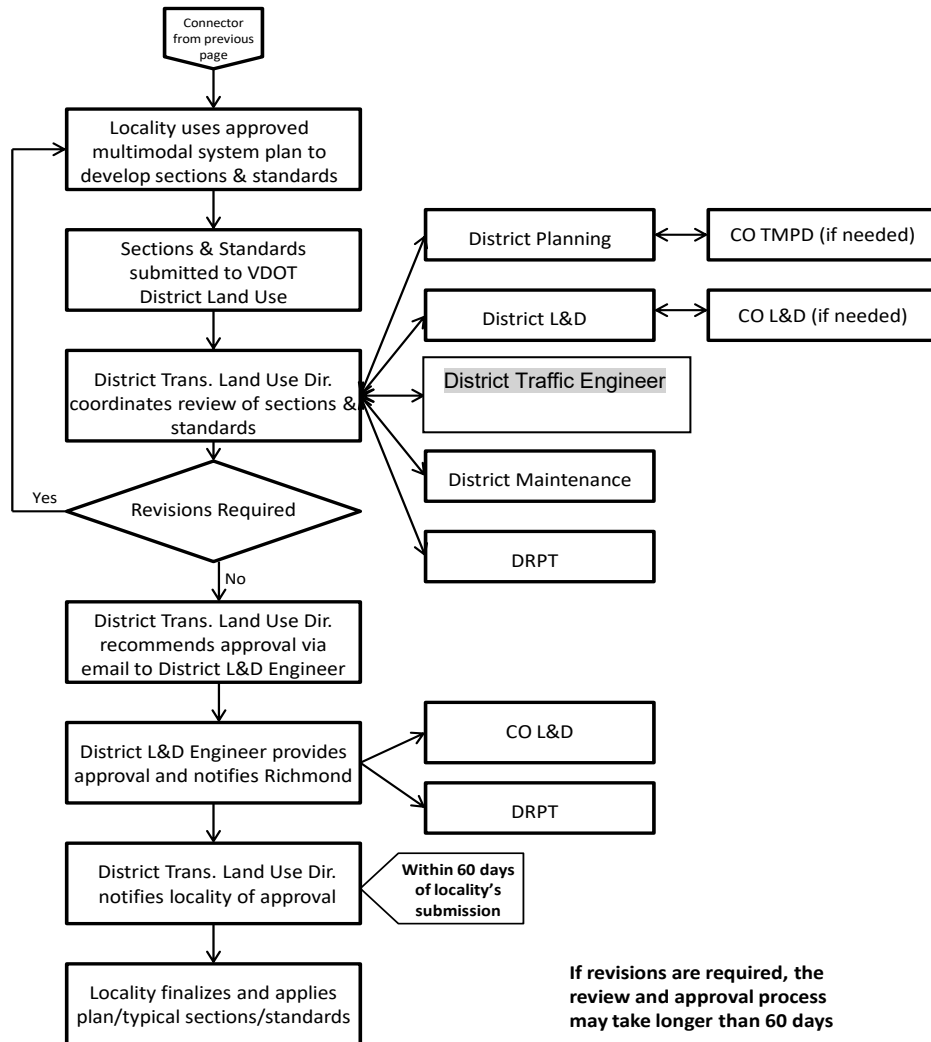 Connector
from previous
page
Locality uses approved
multimodal system plan to
develop sections & standards
Sections & Standards
submitted to VDOT
District Land Use
District Planning
CO TMPD (if needed)
District L&D
CO L&D (if needed)
District Trans. Land Use Dir.
coordinates review of sections &
standards
District Traffic Engineer
District Maintenance
DRPT
Yes
Revisions Required
No
District Trans. Land Use Dir.
recommends approval via
email to District L&D Engineer
District L&D Engineer provides
approval and notifies Richmond
CO L&D
DRPT
District Trans. Land Use Dir.
notifies locality of approval
Within 60 days
of locality’s
submission
Locality finalizes and applies
plan/typical sections/standards
If revisions are required, the
review and approval process
may take longer than 60 days